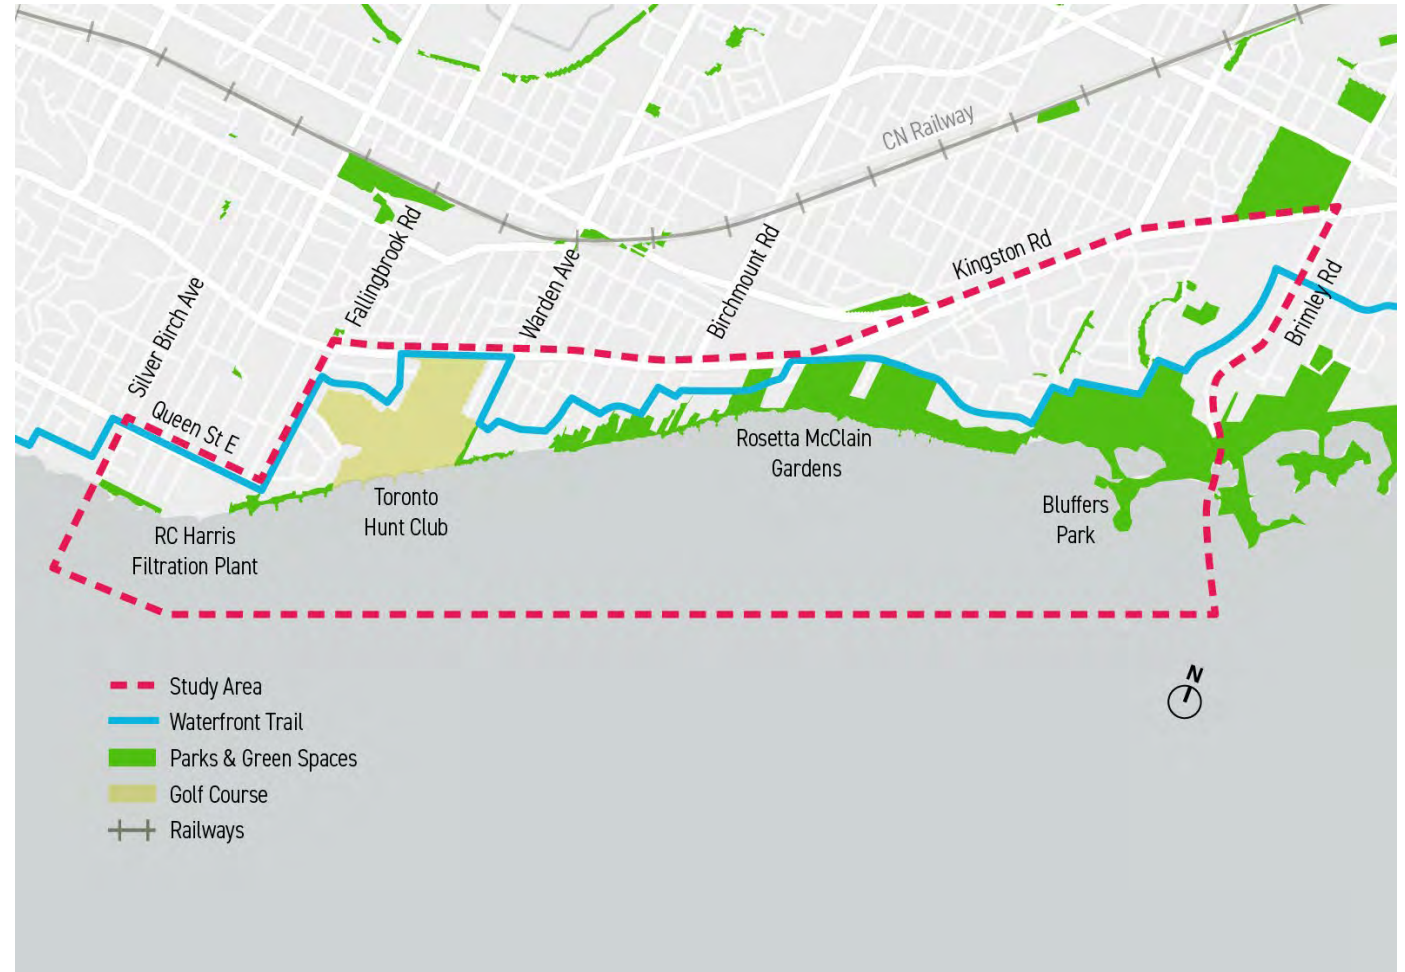 CN Railway
Fallingbrook Rd
Silver Birch Ave
Warden Ave
Birchmount Rd
Kingston Rd
Brimley Rd
Queen St E
Rosetta McClain
Gardens
Toronto
Hunt Club
Bluffers
Park
RC Harris
Filtration Plant
N
Study Area
Waterfront Trail
Parks & Green Spaces
Golf Course
Railways